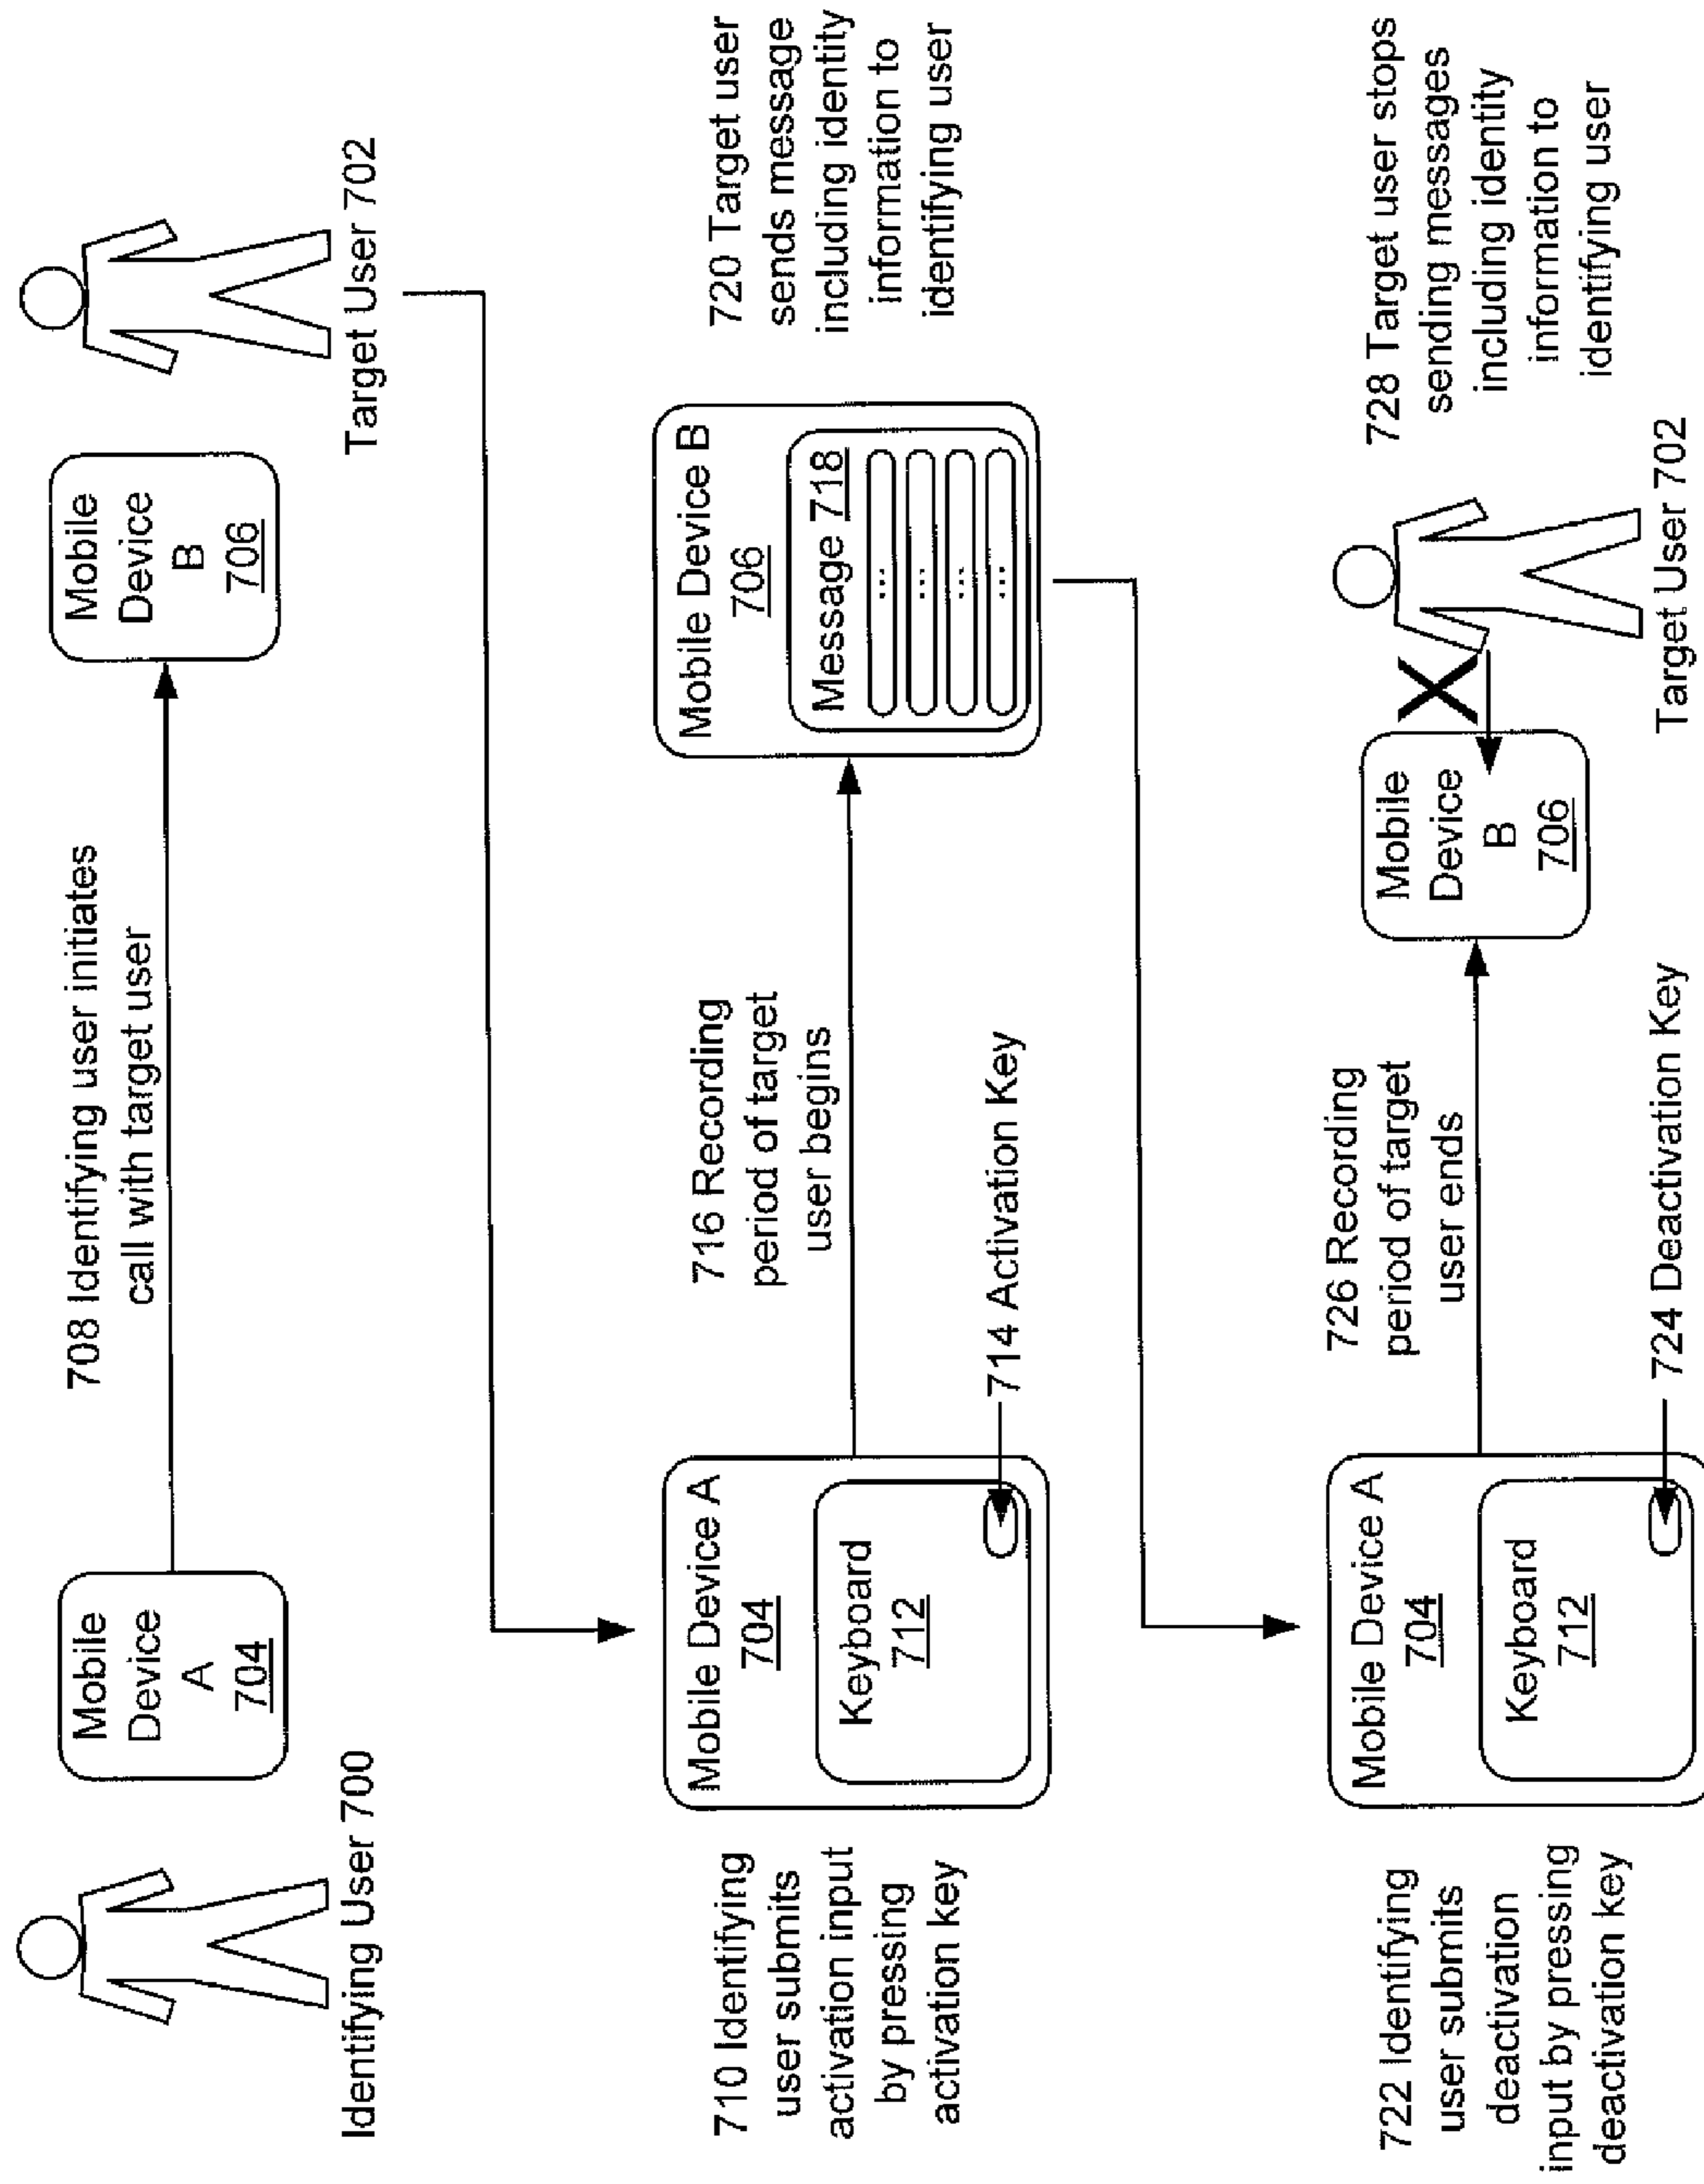 708 Identifying user initiates
call with target user
Mobile
Device
A
704
Mobile
Device
B
706
Identifying User 700
Target User 702
710 Identifying
user submits
activation input
by pressing
activation key
Mobile Device A
704
Keyboard
712
714 Activation Key
716 Recording
period of target
user begins
Mobile Device B
706
Message 718
...
...
...
...
720 Target user
sends message
including identity
information to
identifying user
722 Identifying
user submits
deactivation
input by pressing
deactivation key
Mobile Device A
704
Keyboard
712
724 Deactivation Key
726 Recording
period of target
user ends
Mobile
Device
B
706
X
Target User 702
728 Target user stops
sending messages
including identity
information to
identifying user